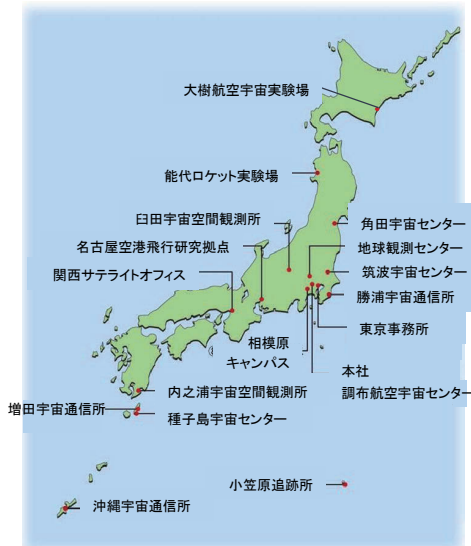 大樹航空宇宙実験場
能代ロケット実験場
臼田宇宙空間観測所
角田宇宙センター
名古屋空港飛行研究拠点
地球観測センター
関西サテライトオフィス
筑波宇宙センター
勝浦宇宙通信所
東京事務所
相模原
キャンパス
本社
調布航空宇宙センター
内之浦宇宙空間観測所
増田宇宙通信所
種子島宇宙センター
小笠原追跡所
沖縄宇宙通信所